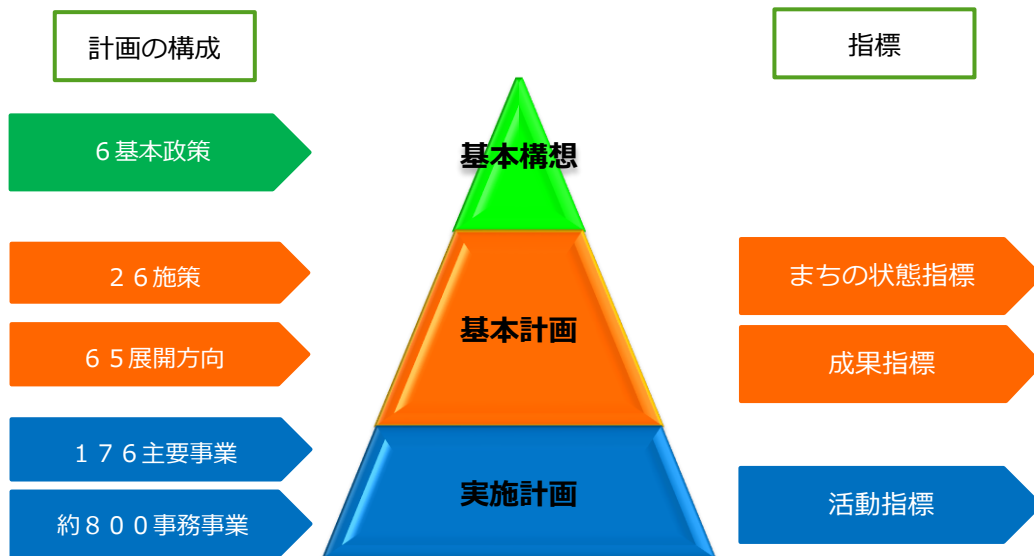 計画の構成
指標
６基本政策
基本構想
２６施策
まちの状態指標
基本計画
６５展開方向
成果指標
１７６主要事業
実施計画
活動指標
約８００事務事業